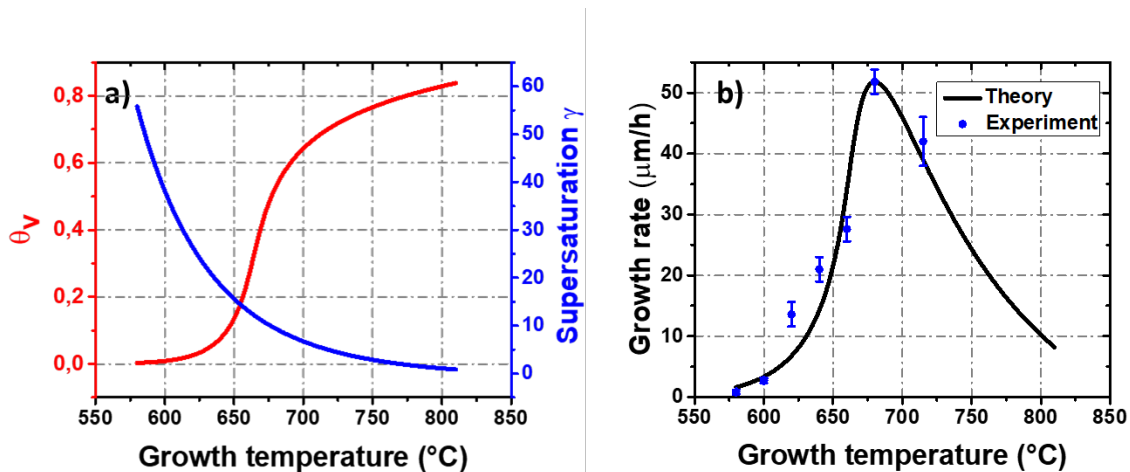 a)
0,8
0,6
0,4
0,2
0,0
θV
60
50
40
30
20
10
0
Supersaturation γ
550 600 650 700 750 800 850
Growth temperature (°C)
b)
Theory
Experiment
50
40
30
20
10
0
Growth rate (μm/h)
550 600 650 700 750 800 850
Growth temperature (°C)